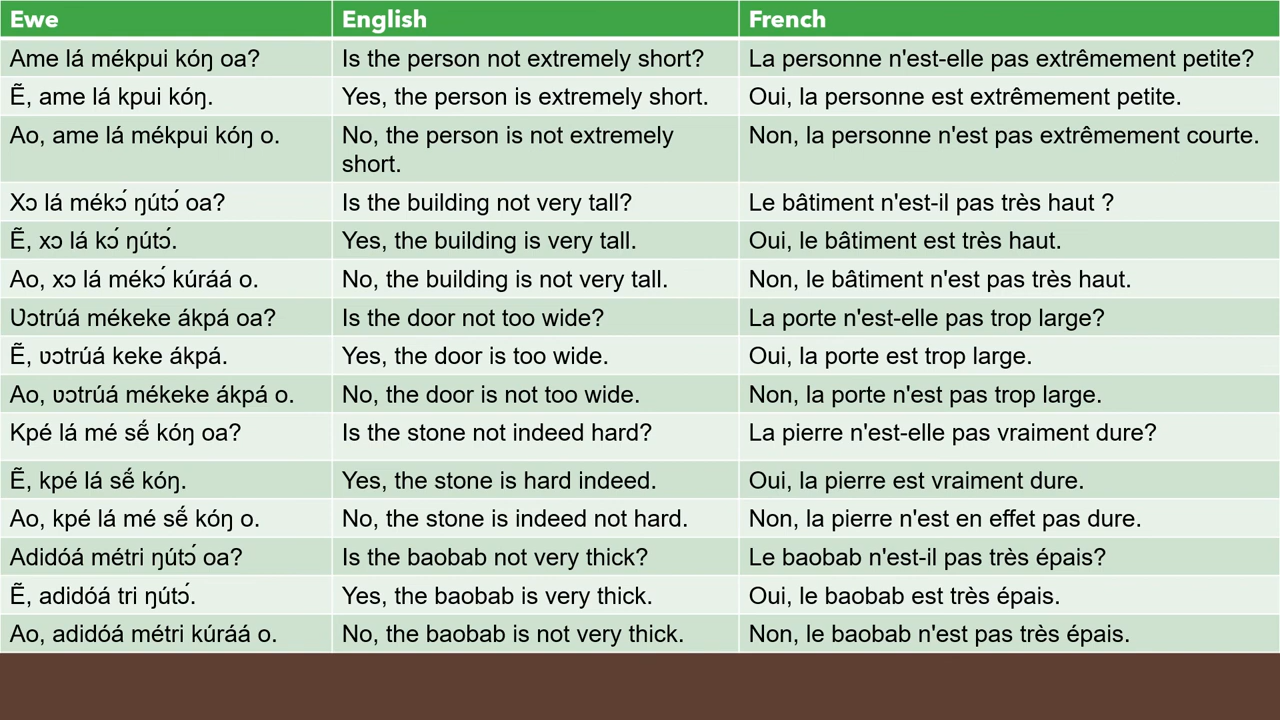 Ewe English French
Ame lá mékpui kóŋ oa? Is the person not extremely short? La personne n'est-elle pas extrêmement petite?
Ẽ, ame lá kpui kóŋ. Yes, the person is extremely short. Oui, la personne est extrêmement petite.
Ao, ame lá mékpui kóŋ o. No, the person is not extremely Non, la personne n'est pas extrêmement courte.
short.
Xɔ lá mékɔ́ ŋútɔ́ oa? Is the building not very tall? Le bâtiment n'est-il pas très haut ?
Ẽ, xɔ lá kɔ́ ŋútɔ́. Yes, the building is very tall. Oui, le bâtiment est très haut.
Ao, xɔ lá mékɔ́ kúráá o. No, the building is not very tall. Non, le bâtiment n'est pas très haut.
Ʋɔtrúá mékeke ákpá oa? Is the door not too wide? La porte n'est-elle pas trop large?
Ẽ, ʋɔtrúá keke ákpá. Yes, the door is too wide. Oui, la porte est trop large.
Ao, ʋɔtrúá mékeke ákpá o. No, the door is not too wide. Non, la porte n'est pas trop large.
Kpé lá mé sẽ́ kóŋ oa? Is the stone not indeed hard? La pierre n'est-elle pas vraiment dure?
Ẽ, kpé lá sẽ́ kóŋ. Yes, the stone is hard indeed. Oui, la pierre est vraiment dure.
Ao, kpé lá mé sẽ́ kóŋ o. No, the stone is indeed not hard. Non, la pierre n'est en effet pas dure.
Adidóá métri ŋútɔ́ oa? Is the baobab not very thick? Le baobab n'est-il pas très épais?
Ẽ, adidóá tri ŋútɔ́. Yes, the baobab is very thick. Oui, le baobab est très épais.
Ao, adidóá métri kúráá o. No, the baobab is not very thick. Non, le baobab n'est pas très épais.